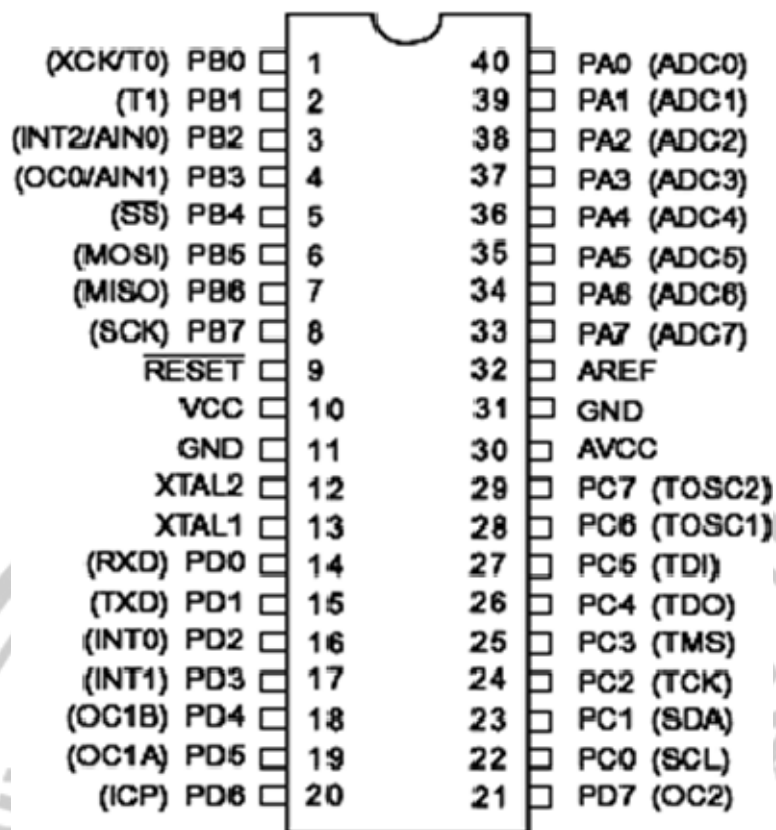 (XCK/T0) PB0 1 40 PA0 (ADC0)
(T1) PB1 2 39 PA1 (ADC1)
(INT2/AIN0) PB2 3 38 PA2 (ADC2)
(OC0/AIN1) PB3 4 37 PA3 (ADC3)
(SS) PB4 5 36 PA4 (ADC4)
(MOSI) PB5 6 35 PA5 (ADC5)
(MISO) PB6 7 34 PA6 (ADC6)
(SCK) PB7 8 33 PA7 (ADC7)
RESET 9 32 AREF
VCC 10 31 GND
GND 11 30 AVCC
XTAL2 12 29 PC7 (TOSC2)
XTAL1 13 28 PC6 (TOSC1)
(RXD) PD0 14 27 PC5 (TDI)
(TXD) PD1 15 26 PC4 (TDO)
(INT0) PD2 16 25 PC3 (TMS)
(INT1) PD3 17 24 PC2 (TCK)
(OC1B) PD4 18 23 PC1 (SDA)
(OC1A) PD5 19 22 PC0 (SCL)
(ICP) PD6 20 21 PD7 (OC2)